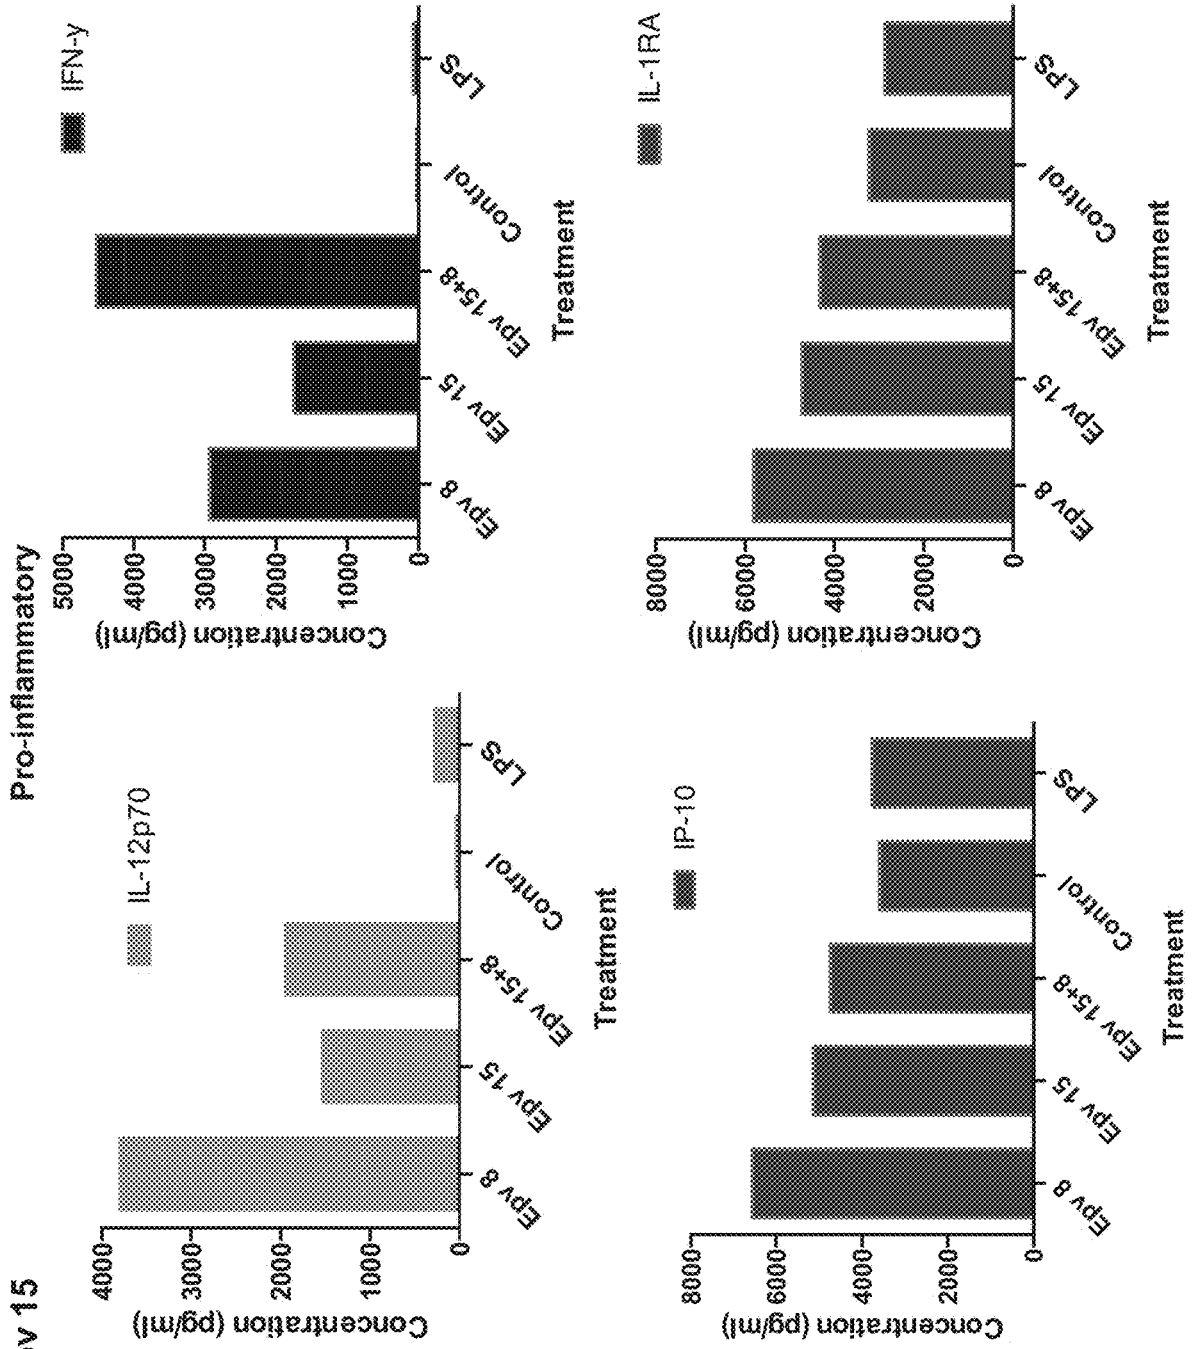 v 15
Pro-inflammatory
IL-12p70
Concentration (pg/ml)
4000
3000
2000
1000
0
Epv 8
Epv 15
Epv 15+8
Control
LPS
Treatment
IFN-y
Concentration (pg/ml)
5000
4000
3000
2000
1000
0
Epv 8
Epv 15
Epv 15+8
Control
LPS
Treatment
IP-10
Concentration (pg/ml)
8000
6000
4000
2000
0
Epv 8
Epv 15
Epv 15+8
Control
LPS
Treatment
IL-1RA
Concentration (pg/ml)
8000
6000
4000
2000
0
Epv 8
Epv 15
Epv 15+8
Control
LPS
Treatment